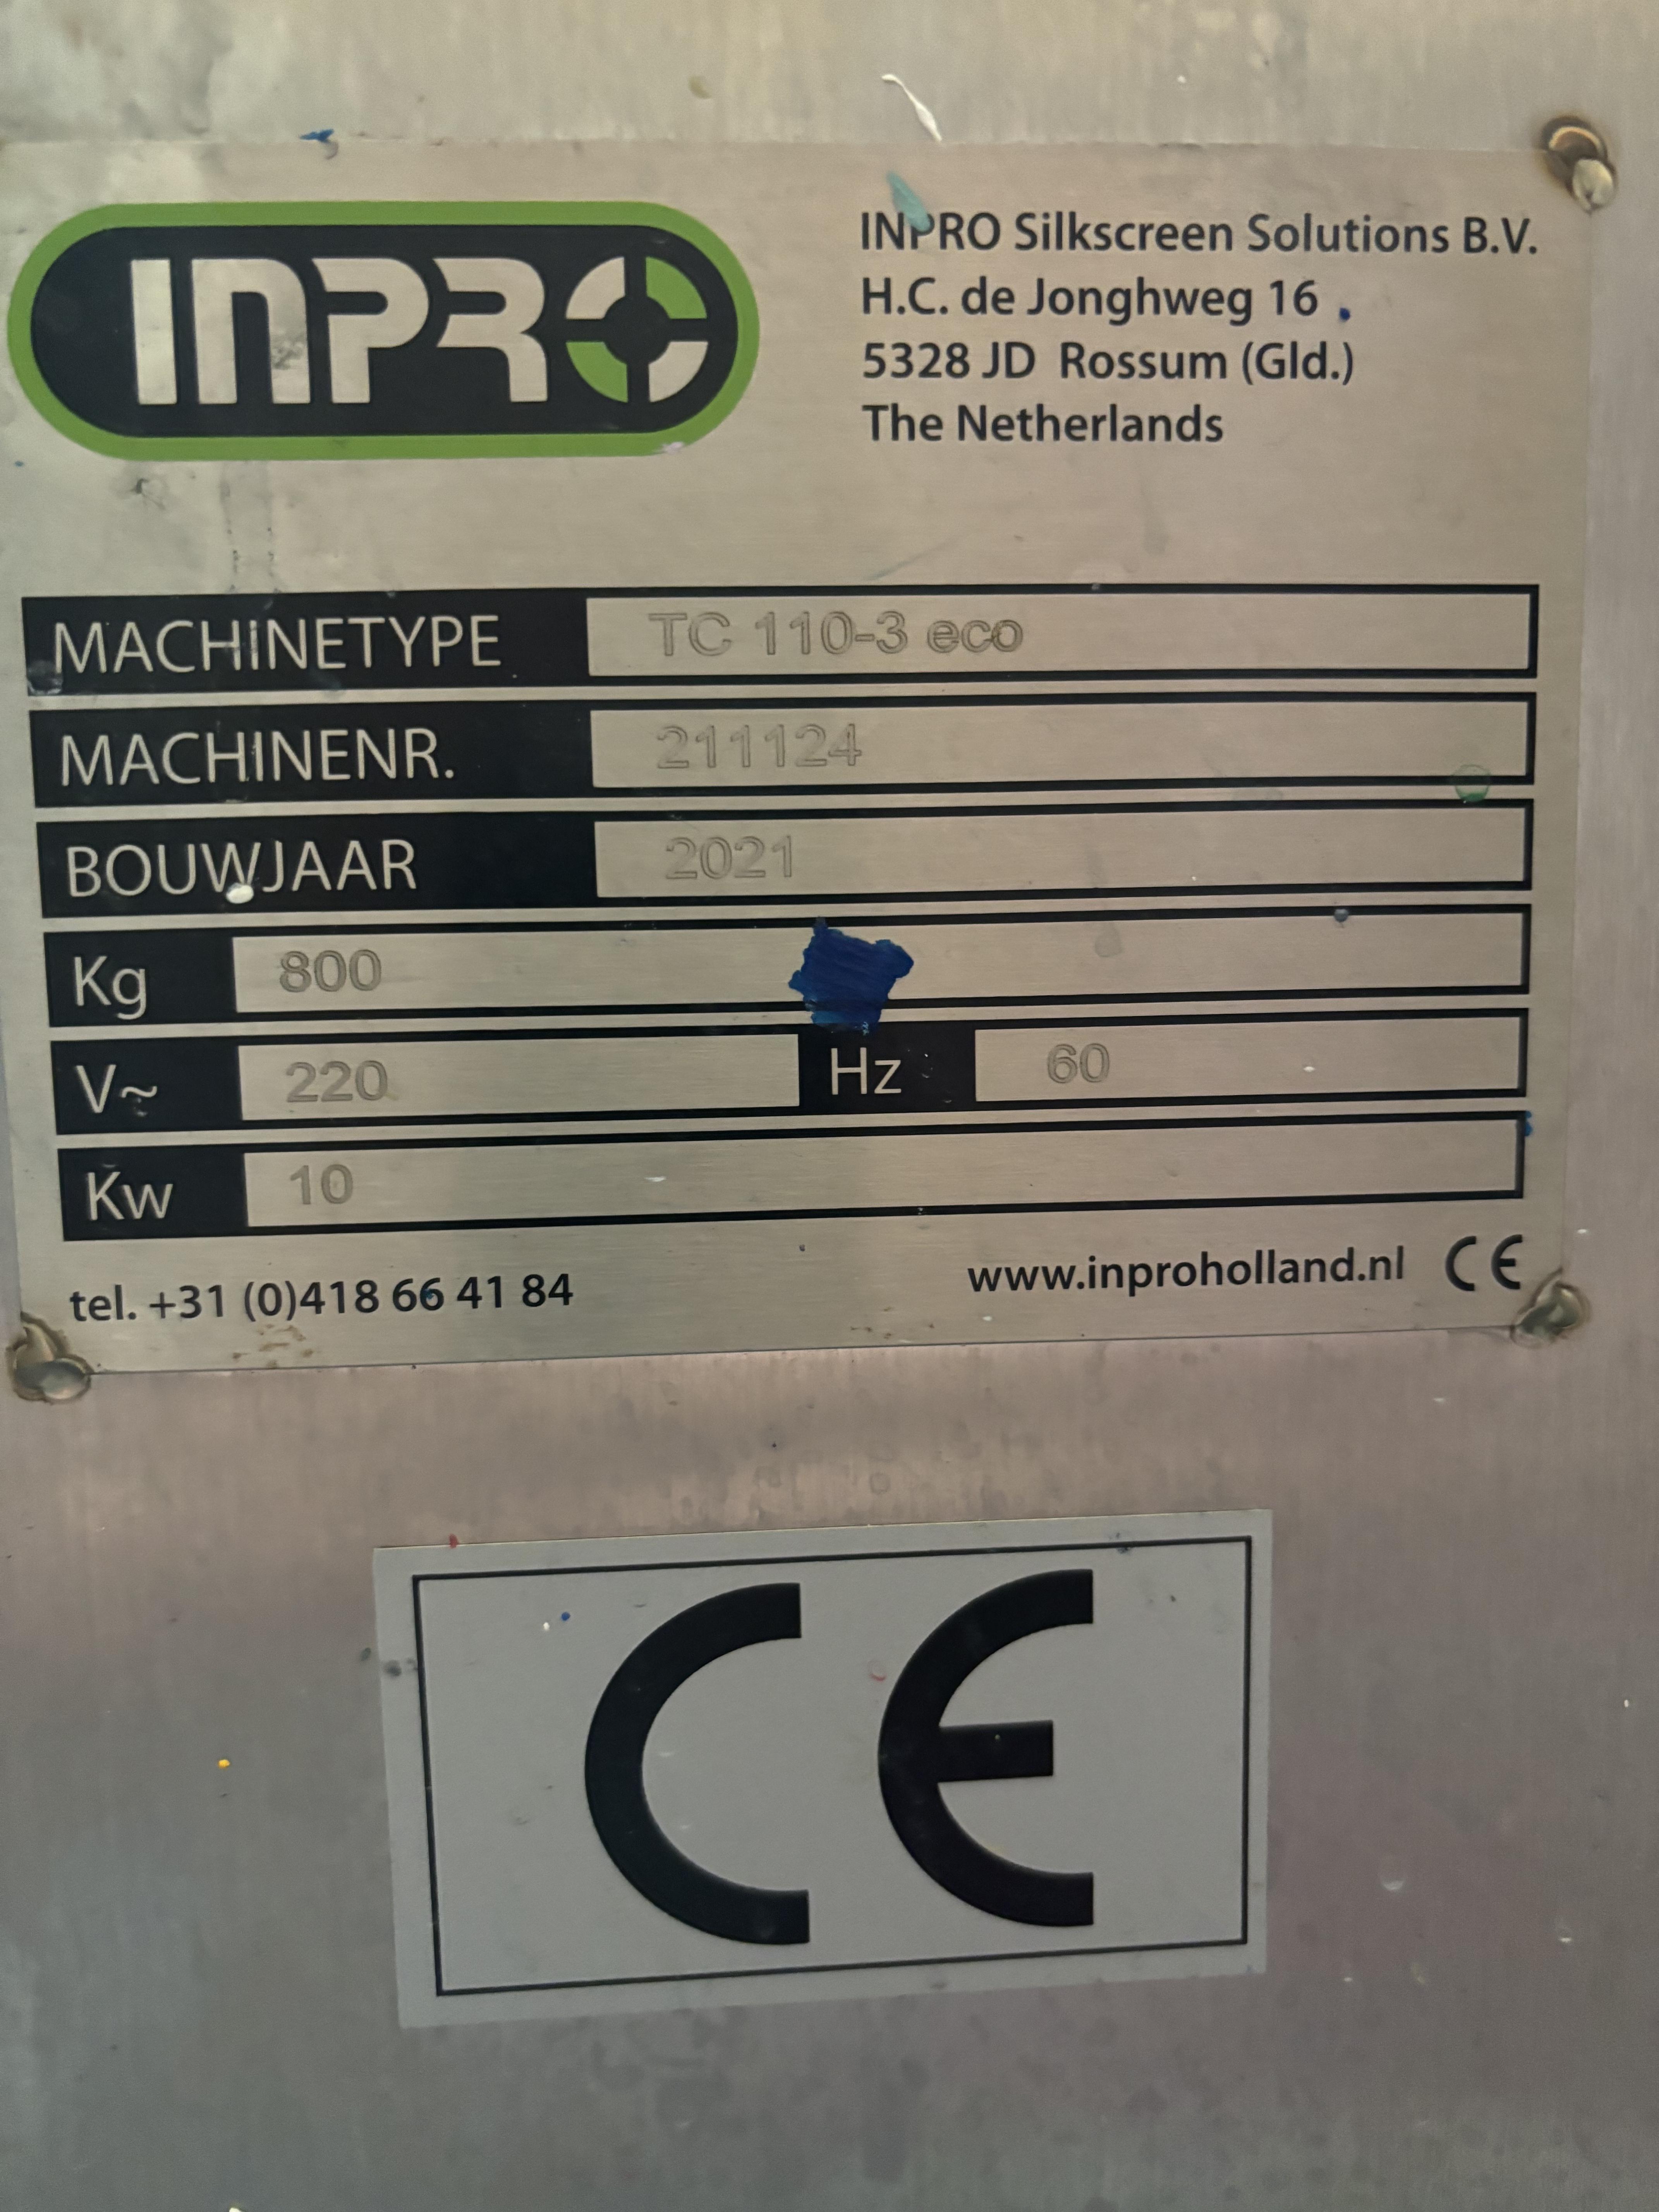 INPRO
INPRO Silkscreen Solutions B.V.
H.C. de Jonghweg 16
5328 JD Rossum (Gld.)
The Netherlands
MACHINETYPE TC 110-3 eco
MACHINENR. 211124
BOUWJAAR 2021
Kg 800
V~ 220 Hz 60
Kw 10
tel. +31 (0)418 66 41 84 www.inproholland.nl CE
CE